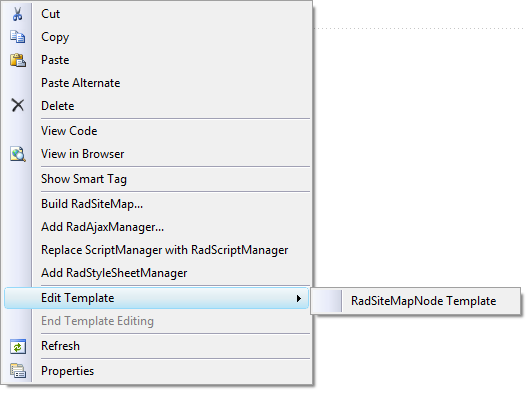 Cut
Copy
Paste
Paste Alternate
Delete
View Code
View in Browser
Show Smart Tag
Build RadSiteMap...
Add RadAjaxManager...
Replace ScriptManager with RadScriptManager
Add RadStyleSheetManager
Edit Template
RadSiteMapNode Template
End Template Editing
Refresh
Properties